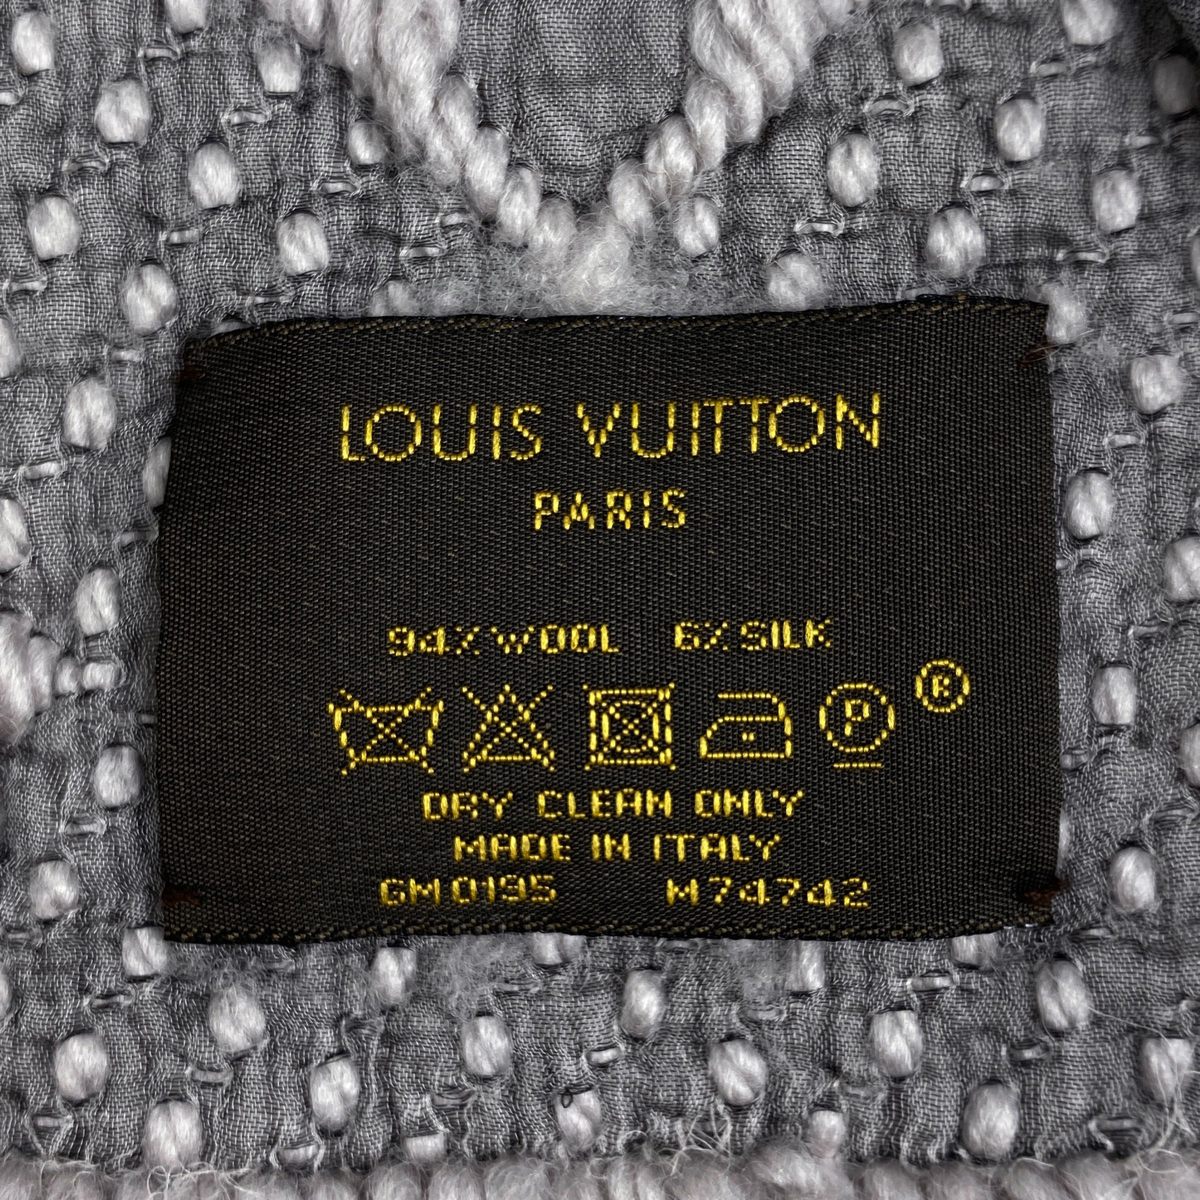 LOUIS VUITTON
PARIS
94% WOOL 6% SILK
P ®
DRY CLEAN ONLY
MADE IN ITALY
GM0195 M74742